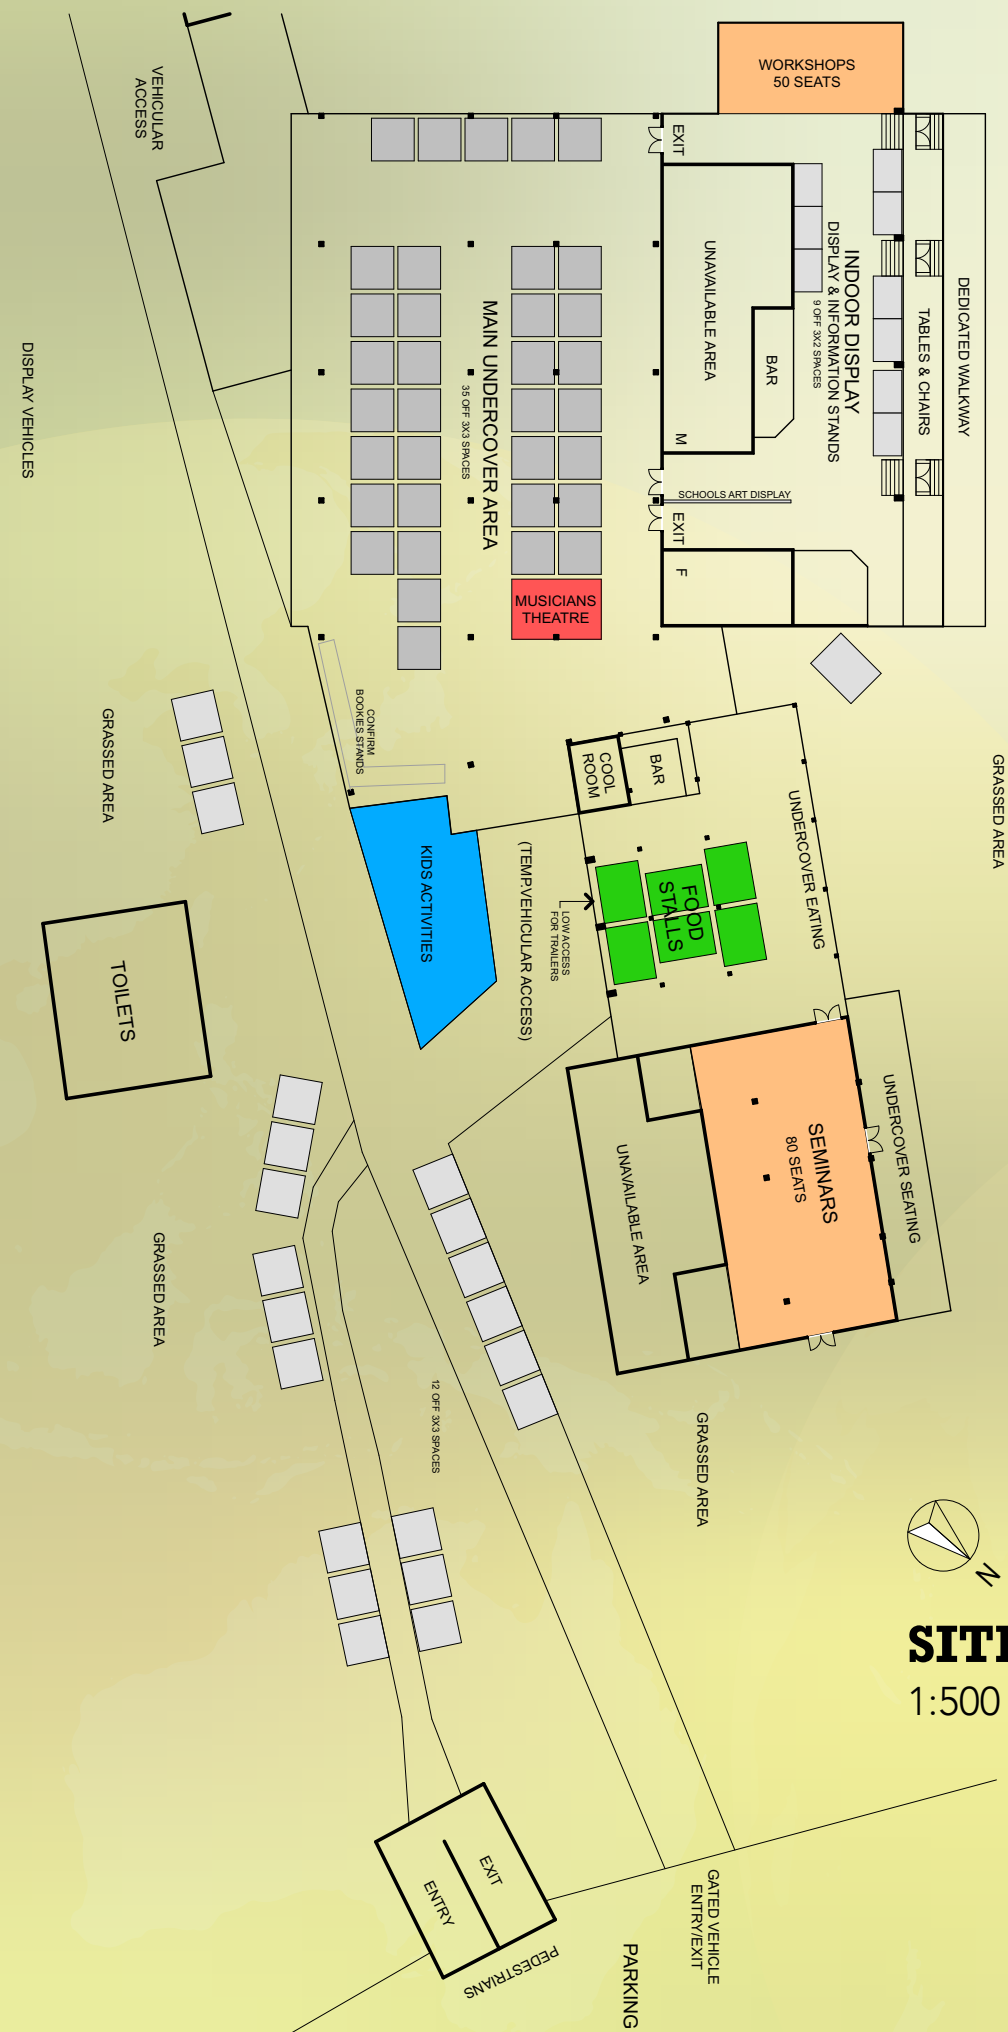 WORKSHOPS
50 SEATS
VEHICULAR
ACCESS
EXIT
UNAVAILABLE AREA
M
BAR
INDOOR DISPLAY
DISPLAY & INFORMATION STANDS
9 OFF 3X2 SPACES
TABLES & CHAIRS
DEDICATED WALKWAY
DISPLAY VEHICLES
MAIN UNDERCOVER AREA
35 OFF 3X3 SPACES
SCHOOLS ART DISPLAY
EXIT
F
MUSICIANS
THEATRE
CONFIRM
BOOKIES STANDS
GRASSED AREA
GRASSED AREA
COOL
ROOM
BAR
UNDERCOVER EATING
KIDS ACTIVITIES
(TEMP.VEHICULAR ACCESS)
LOW ACCESS
FOR TRAILERS
FOOD
STALLS
TOILETS
UNDERCOVER SEATING
SEMINARS
80 SEATS
UNAVAILABLE AREA
GRASSED AREA
12 OFF 3X3 SPACES
GRASSED AREA
N
SITE
1:500
EXIT
ENTRY
PEDESTRIANS
GATED VEHICLE
ENTRY/EXIT
PARKING